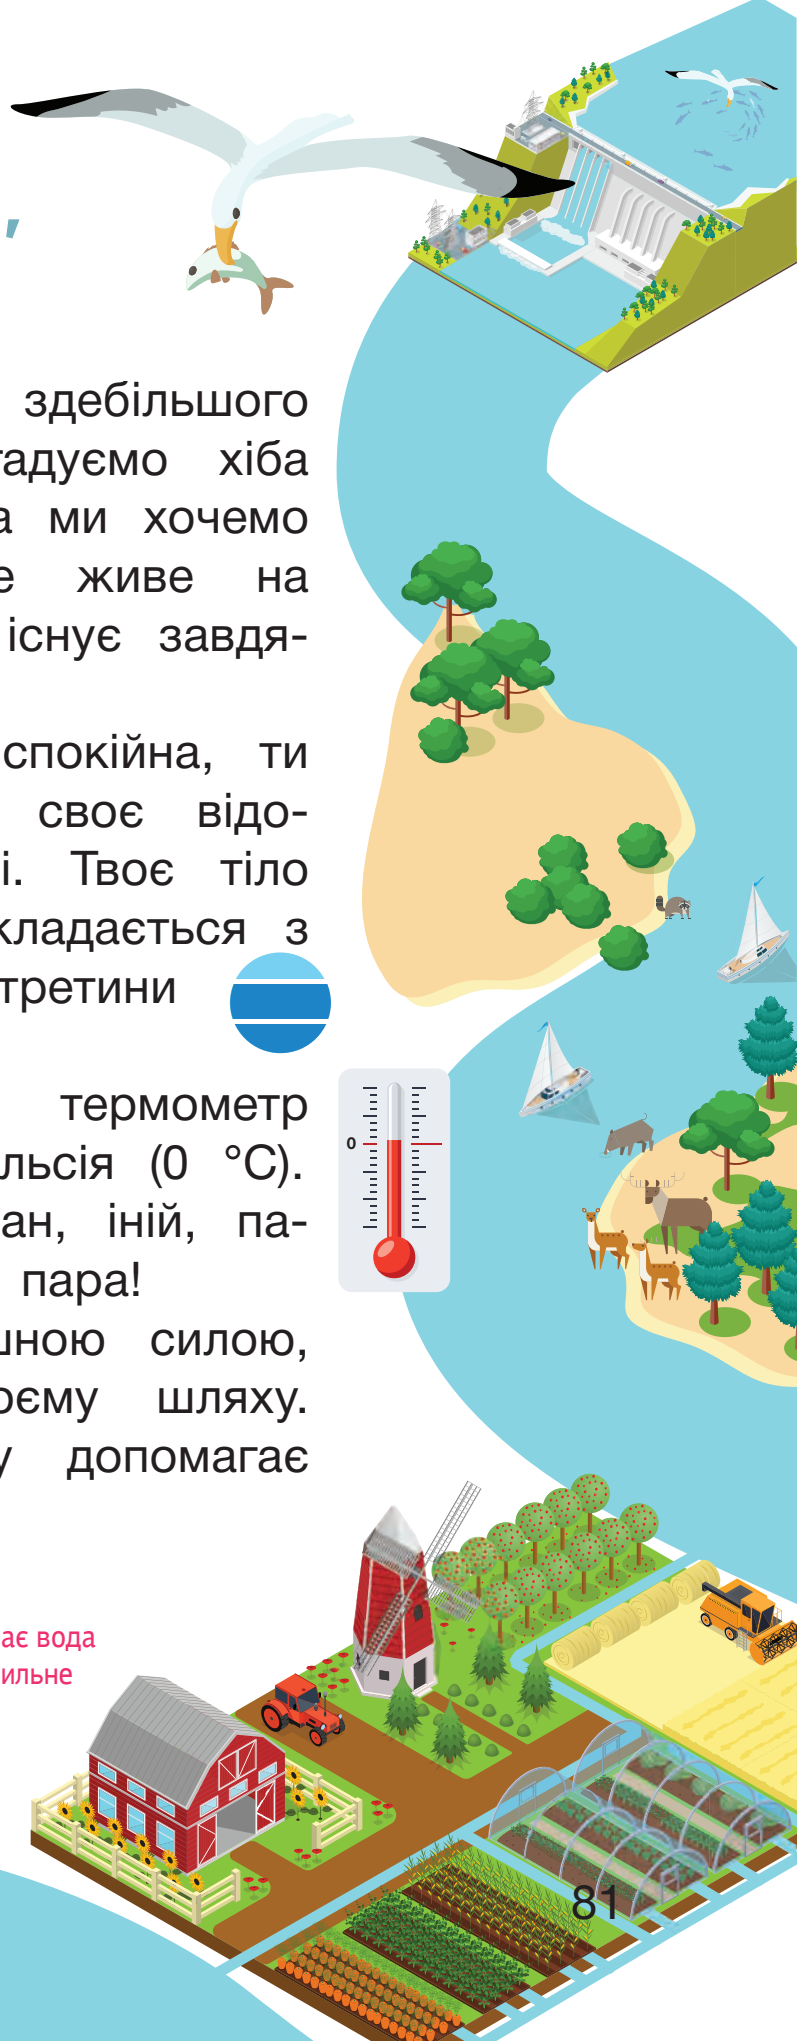 ,
здебільшого
гадуємо хіба
а ми хочемо
е живе на
існує завдя-
спокійна, ти
своє відо-
і. Твоє тіло
кладається з
третини
термометр
льсія (0 °C).
ан, іній, па-
пара!
шною силою,
оєму шляху.
у допомагає
0
ає вода
ильне
81